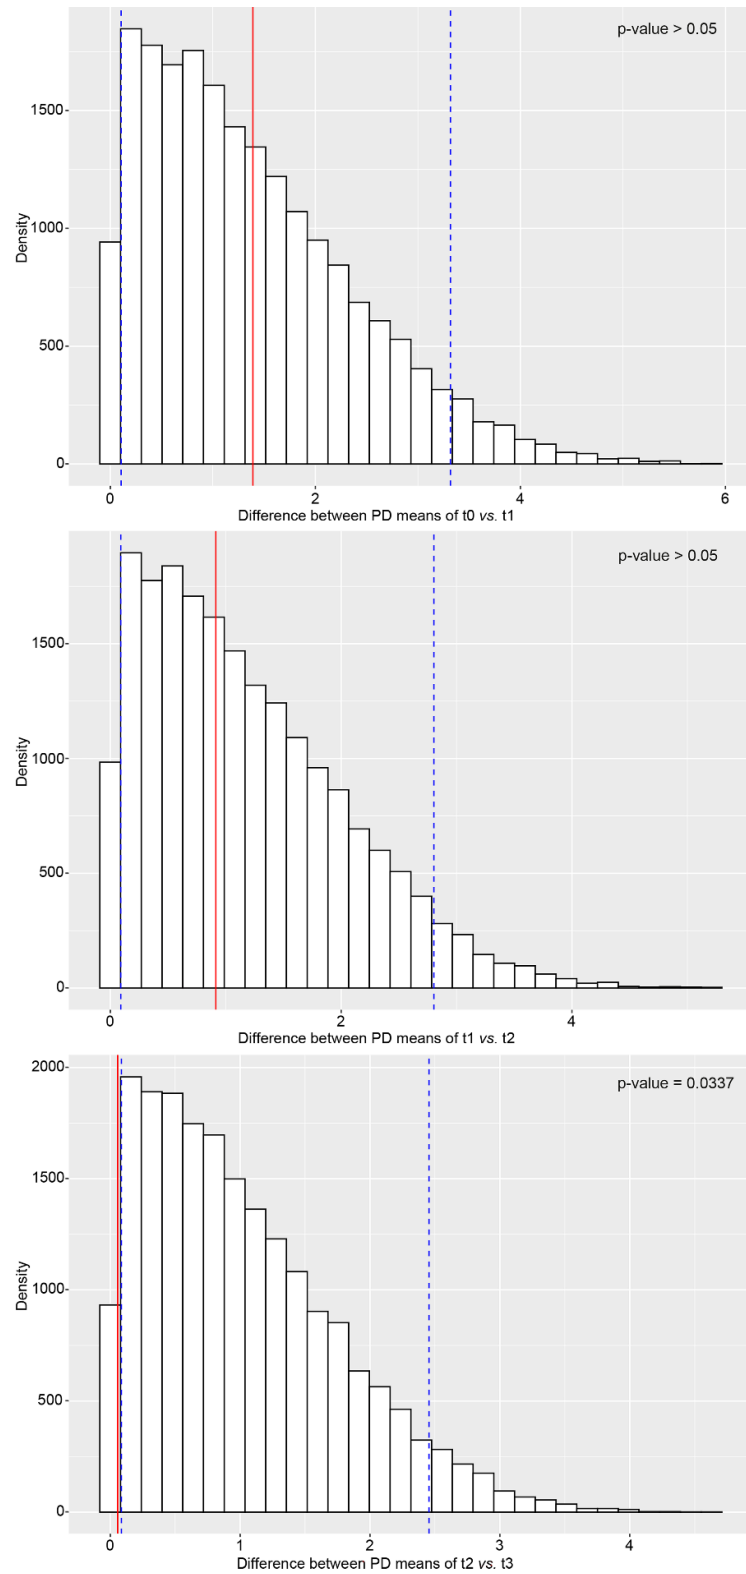 p-value > 0.05
1500
1000
500
0
Density
0 2 4 6
Difference between PD means of t0 vs. t1
p-value > 0.05
1500
1000
500
0
Density
0 2 4
Difference between PD means of t1 vs. t2
2000
p-value = 0.0337
1500
1000
500
0
Density
0 1 2 3 4
Difference between PD means of t2 vs. t3